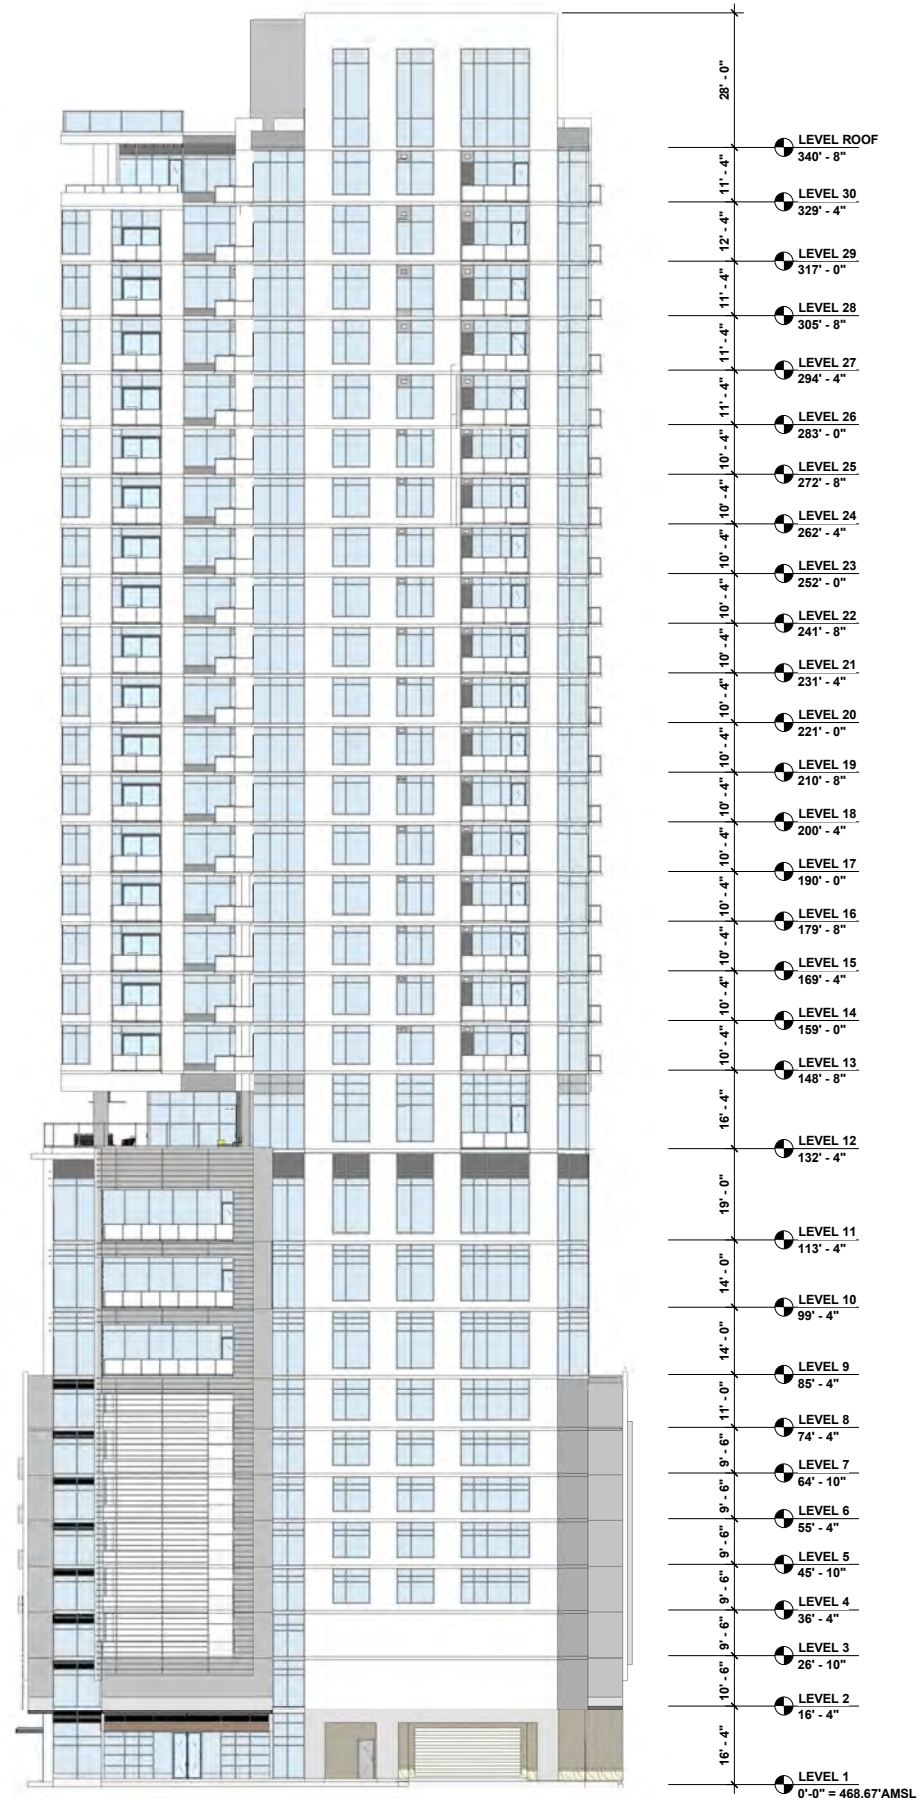 28' - 0"
LEVEL ROOF
340' - 8"
11' - 4"
LEVEL 30
329' - 4"
12' - 4"
LEVEL 29
317' - 0"
11' - 4"
LEVEL 28
305' - 8"
11' - 4"
LEVEL 27
294' - 4"
11' - 4"
LEVEL 26
283' - 0"
10' - 4"
LEVEL 25
272' - 8"
10' - 4"
LEVEL 24
262' - 4"
10' - 4"
LEVEL 23
252' - 0"
10' - 4"
LEVEL 22
241' - 8"
10' - 4"
LEVEL 21
231' - 4"
10' - 4"
LEVEL 20
221' - 0"
10' - 4"
LEVEL 19
210' - 8"
10' - 4"
LEVEL 18
200' - 4"
10' - 4"
LEVEL 17
190' - 0"
10' - 4"
LEVEL 16
179' - 8"
10' - 4"
LEVEL 15
169' - 4"
10' - 4"
LEVEL 14
159' - 0"
10' - 4"
LEVEL 13
148' - 8"
16' - 4"
LEVEL 12
132' - 4"
19' - 0"
LEVEL 11
113' - 4"
14' - 0"
LEVEL 10
99' - 4"
14' - 0"
LEVEL 9
85' - 4"
11' - 0"
LEVEL 8
74' - 4"
9' - 6"
LEVEL 7
64' - 10"
9' - 6"
LEVEL 6
55' - 4"
9' - 6"
LEVEL 5
45' - 10"
9' - 6"
LEVEL 4
36' - 4"
9' - 6"
LEVEL 3
26' - 10"
10' - 6"
LEVEL 2
16' - 4"
16' - 4"
LEVEL 1
0'-0" = 468.67'AMSL